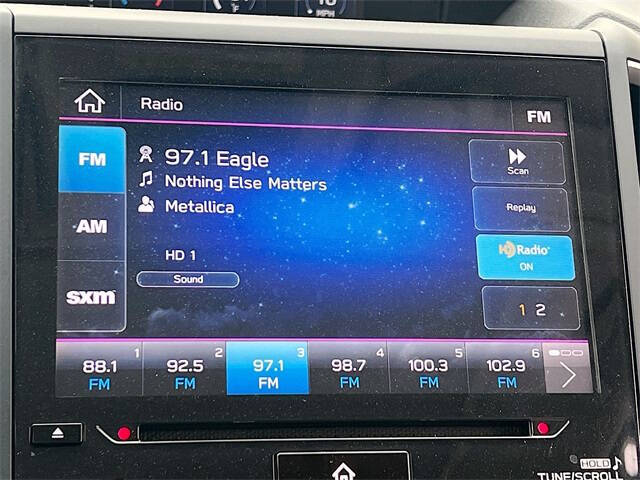 °F
MPH
Radio
FM
FM
97.1 Eagle
Nothing Else Matters
Metallica
Scan
AM
Replay
HD Radio
ON
HD 1
Sound
sxm
1 2
1
2
3
4
5
6
88.1
92.5
97.1
98.7
100.3
102.9
FM
FM
FM
FM
FM
FM
HOLD
TUNE/SCROLL